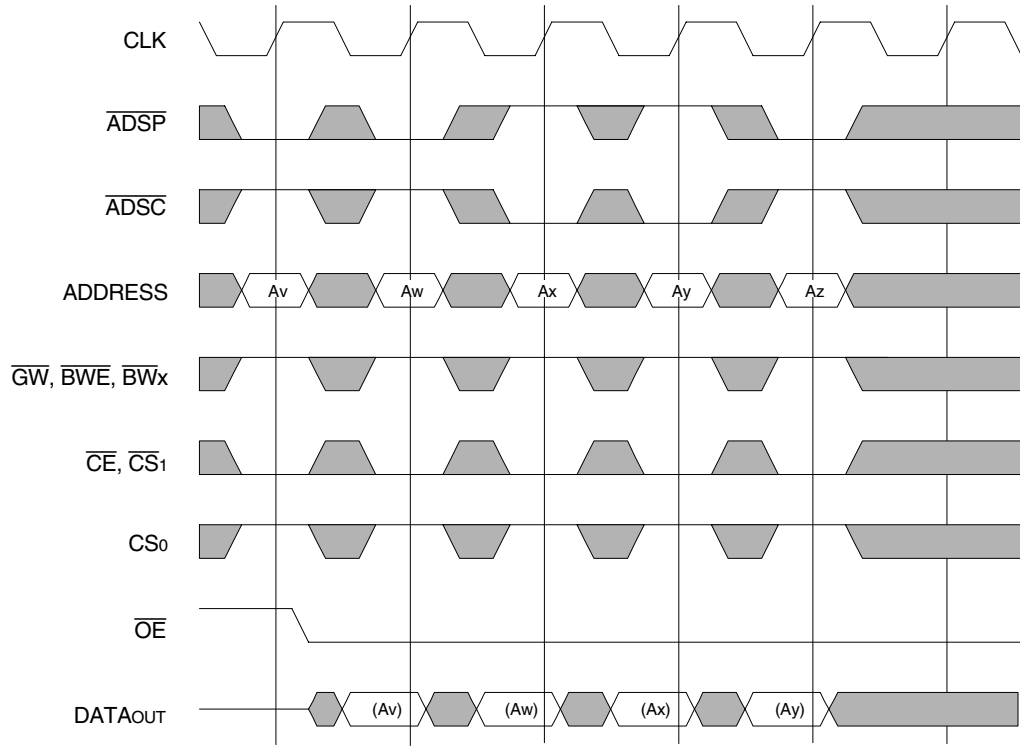 CLK
ADSP
ADSC
ADDRESS Av Aw Ax Ay Az
GW, BWE, BWx
CE, CS1
CS0
OE
DATAOUT (Av) (Aw) (Ax) (Ay)